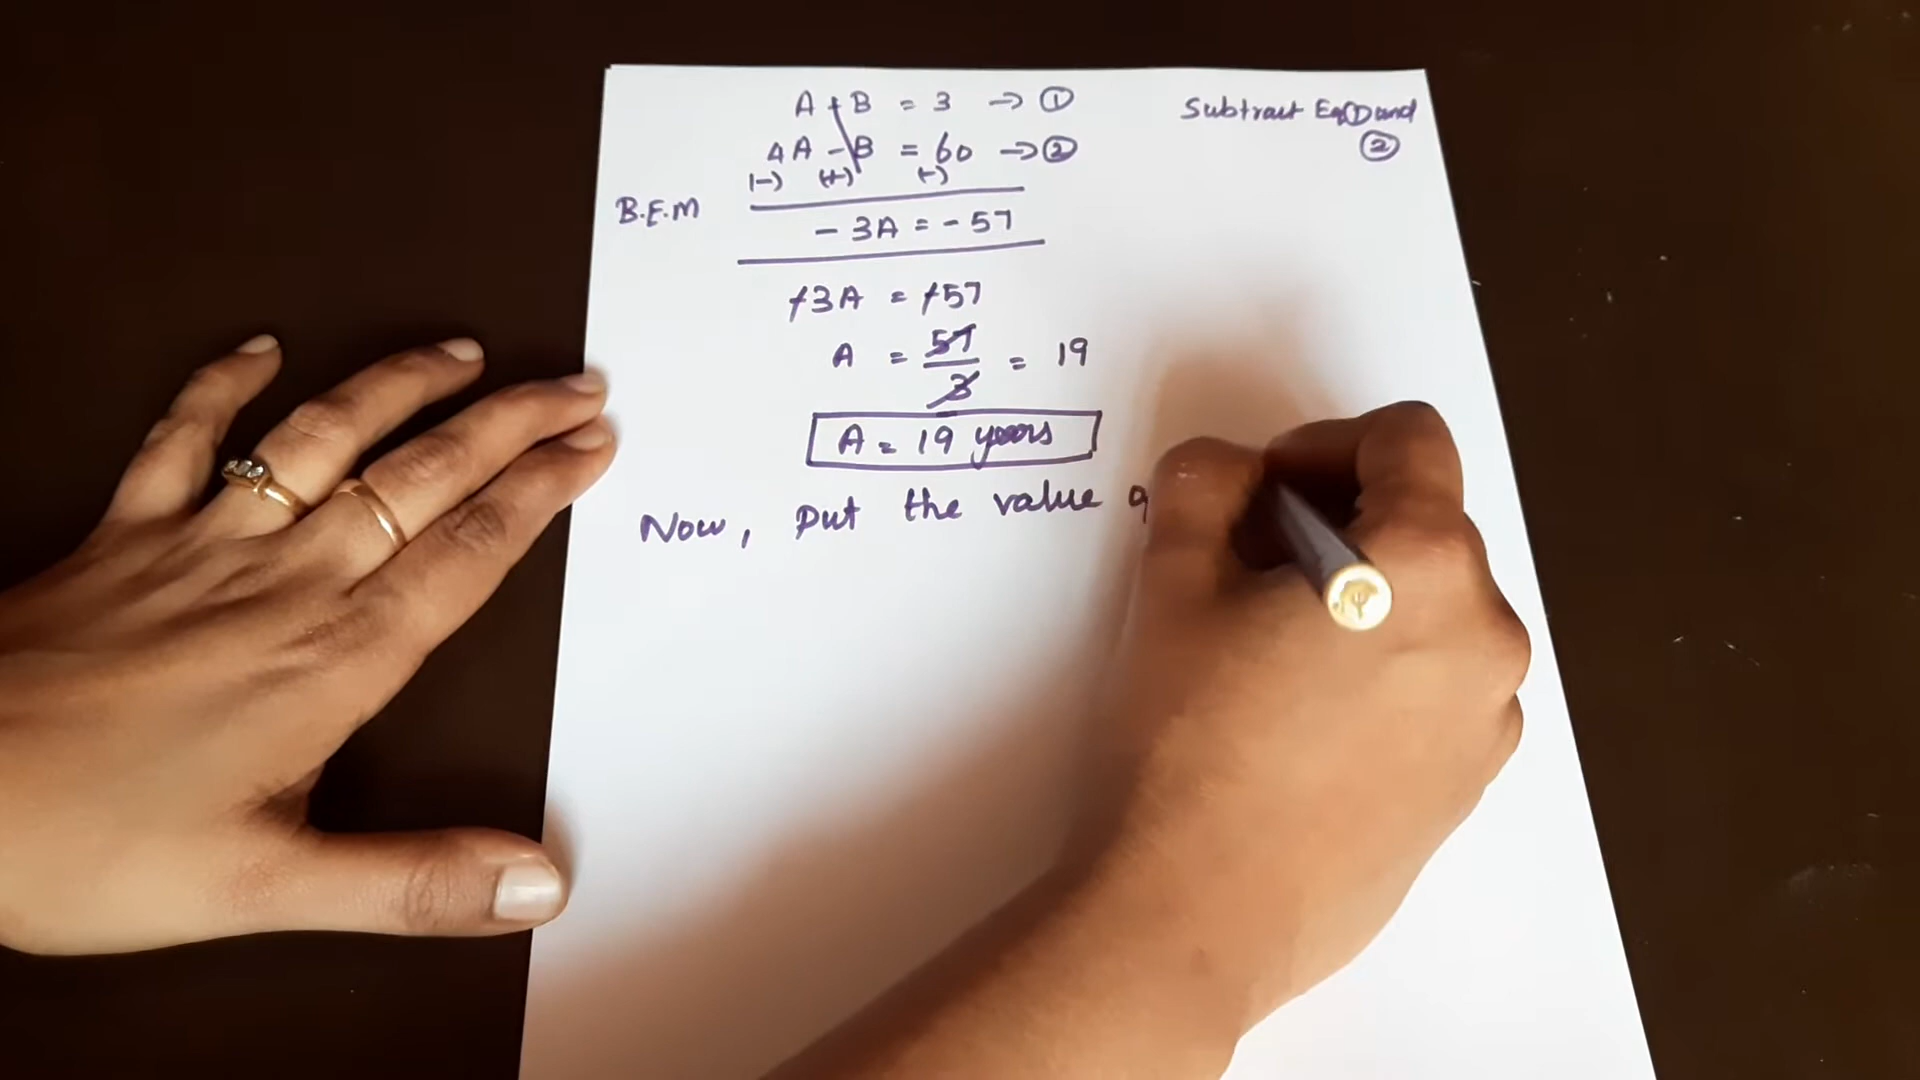 A - B = 3 → ①
Subtract Eq ① and
②
4A - B = 60 → ②
(-) (+) (-)
B.E.M
- 3A = - 57
-3A = -57
A = 57/3 = 19
A = 19 years
Now, put the value